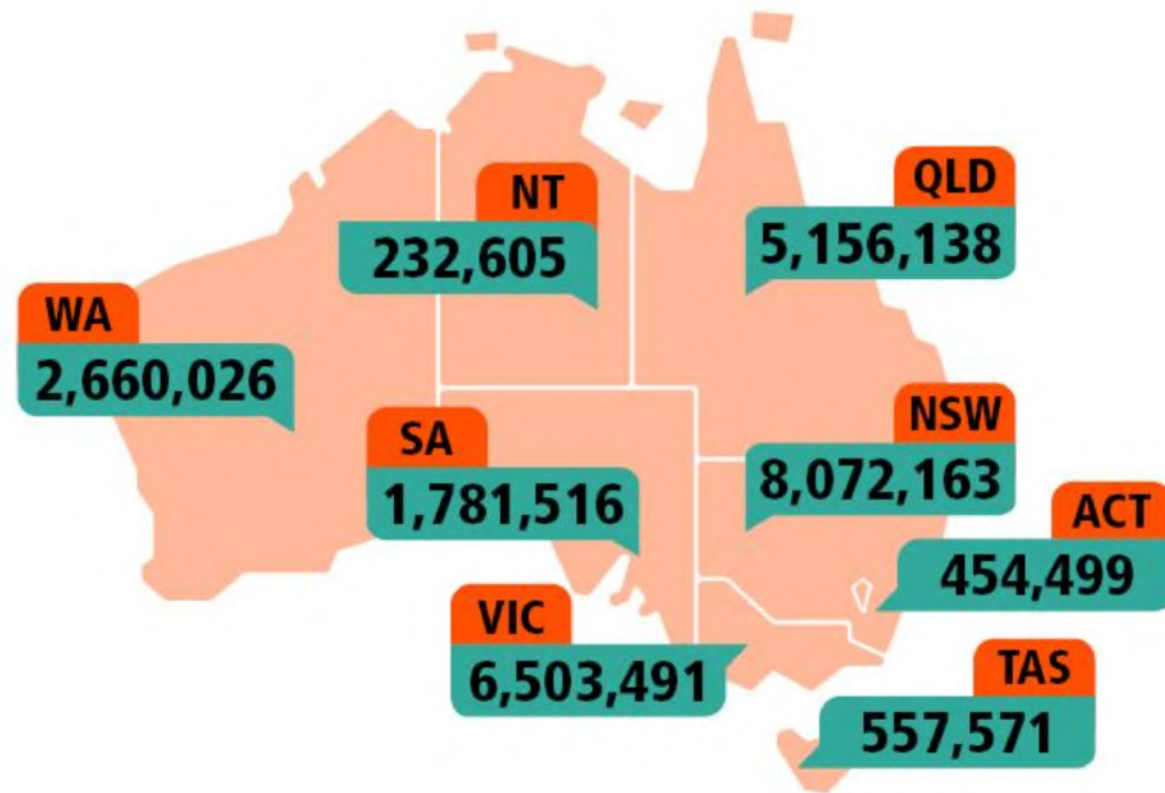 NT
232,605
QLD
5,156,138
WA
2,660,026
SA
1,781,516
NSW
8,072,163
ACT
454,499
VIC
6,503,491
TAS
557,571